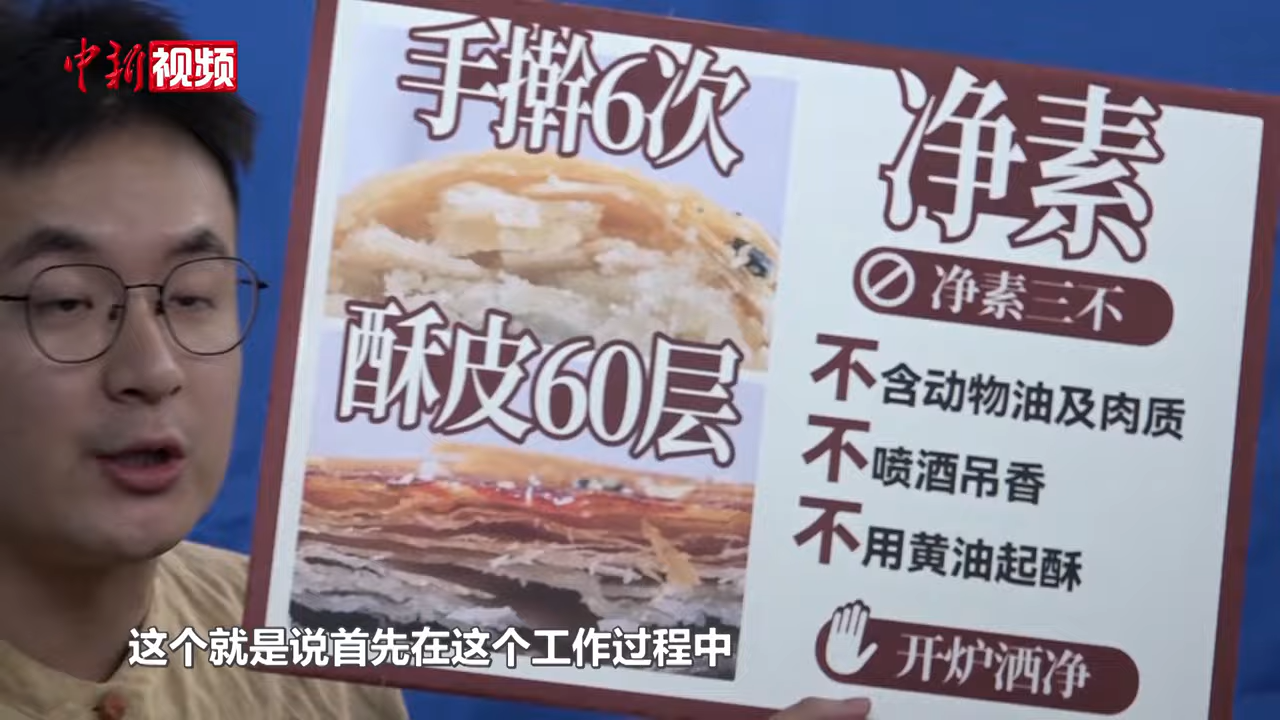 中新视频
手擀6次
酥皮60层
净素
净素三不
不含动物油及肉质
不喷酒吊香
不用黄油起酥
开炉洒净
这个就是说首先在这个工作过程中